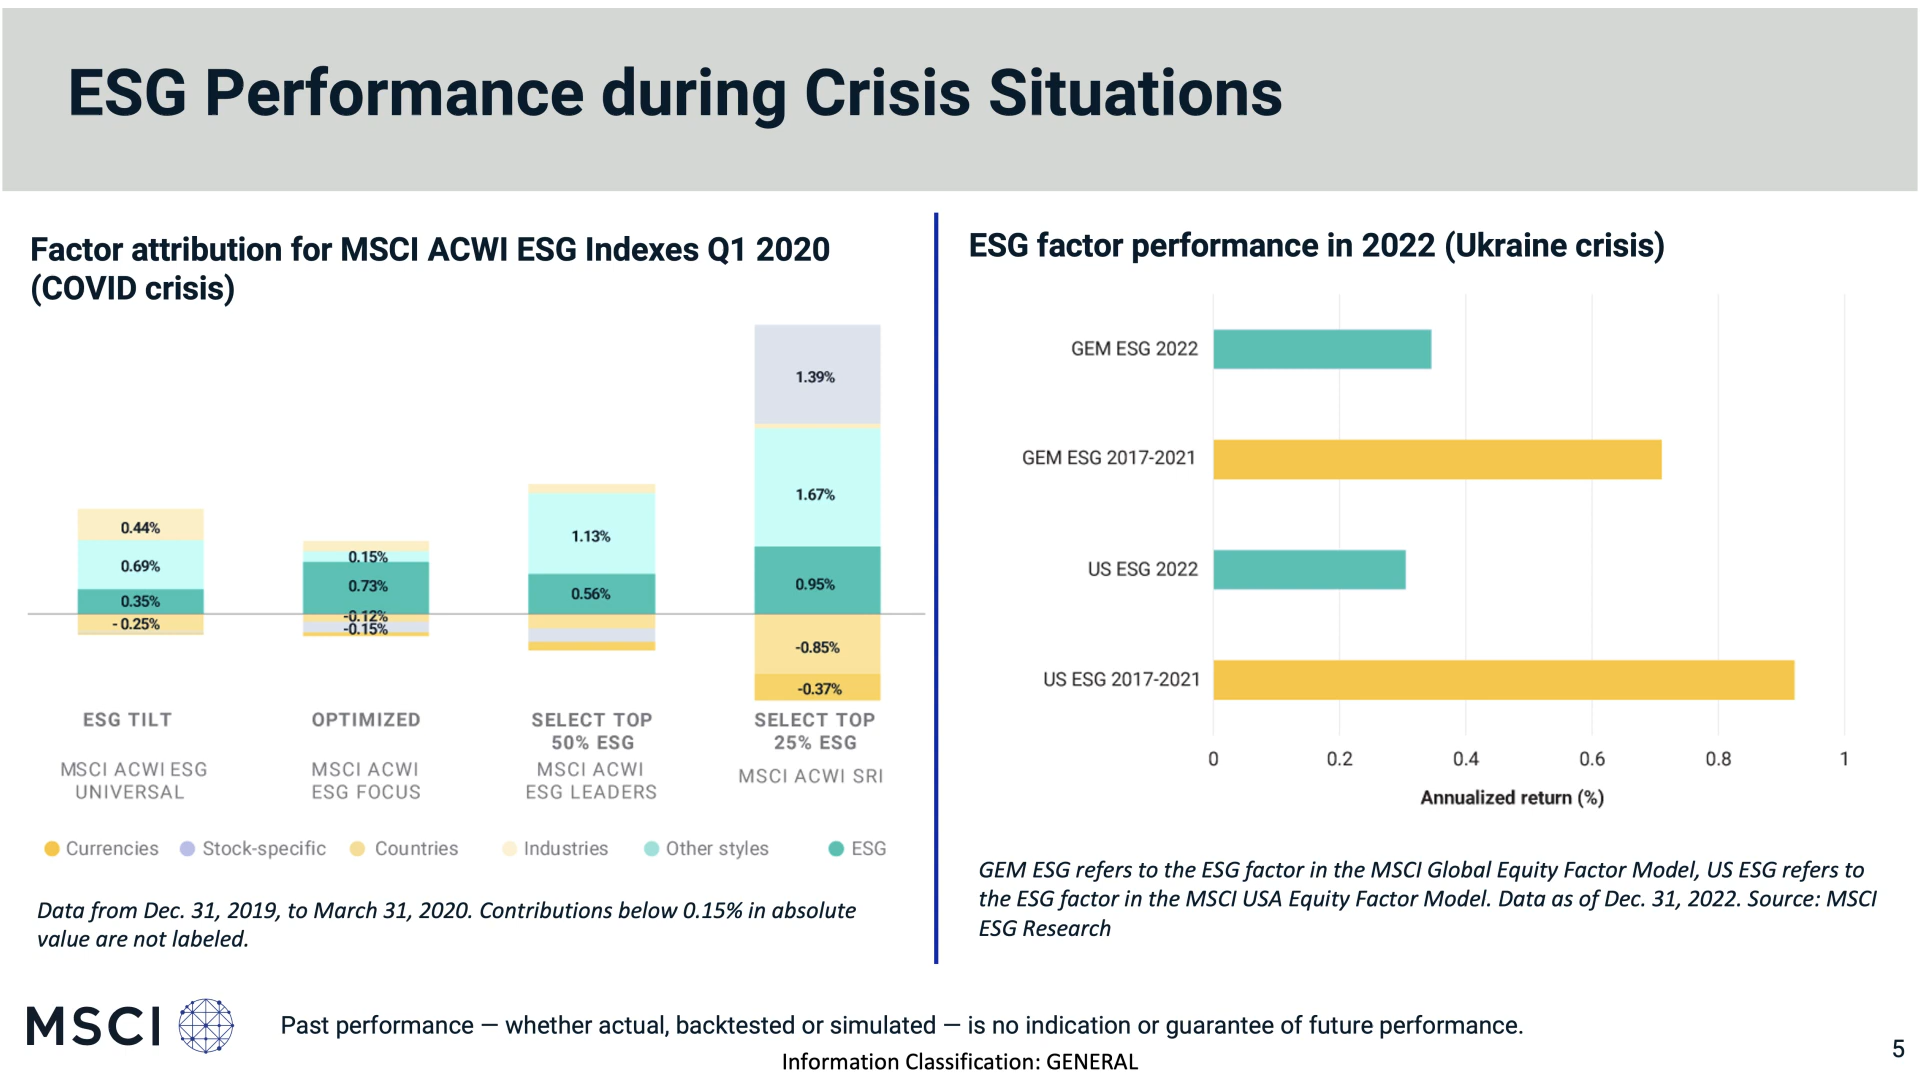 ESG Performance during Crisis Situations
Factor attribution for MSCI ACWI ESG Indexes Q1 2020
(COVID crisis)
0.44%
0.69%
0.35%
- 0.25%
0.15%
0.73%
-0.12%
-0.15%
1.13%
0.56%
1.39%
1.67%
0.95%
-0.85%
-0.37%
ESG TILT
MSCI ACWI ESG
UNIVERSAL
OPTIMIZED
MSCI ACWI
ESG FOCUS
SELECT TOP
50% ESG
MSCI ACWI
ESG LEADERS
SELECT TOP
25% ESG
MSCI ACWI SRI
Currencies
Stock-specific
Countries
Industries
Other styles
ESG
Data from Dec. 31, 2019, to March 31, 2020. Contributions below 0.15% in absolute
value are not labeled.
ESG factor performance in 2022 (Ukraine crisis)
GEM ESG 2022
GEM ESG 2017-2021
US ESG 2022
US ESG 2017-2021
0 0.2 0.4 0.6 0.8 1
Annualized return (%)
GEM ESG refers to the ESG factor in the MSCI Global Equity Factor Model, US ESG refers to
the ESG factor in the MSCI USA Equity Factor Model. Data as of Dec. 31, 2022. Source: MSCI
ESG Research
MSCI
Past performance — whether actual, backtested or simulated — is no indication or guarantee of future performance.
Information Classification: GENERAL
5